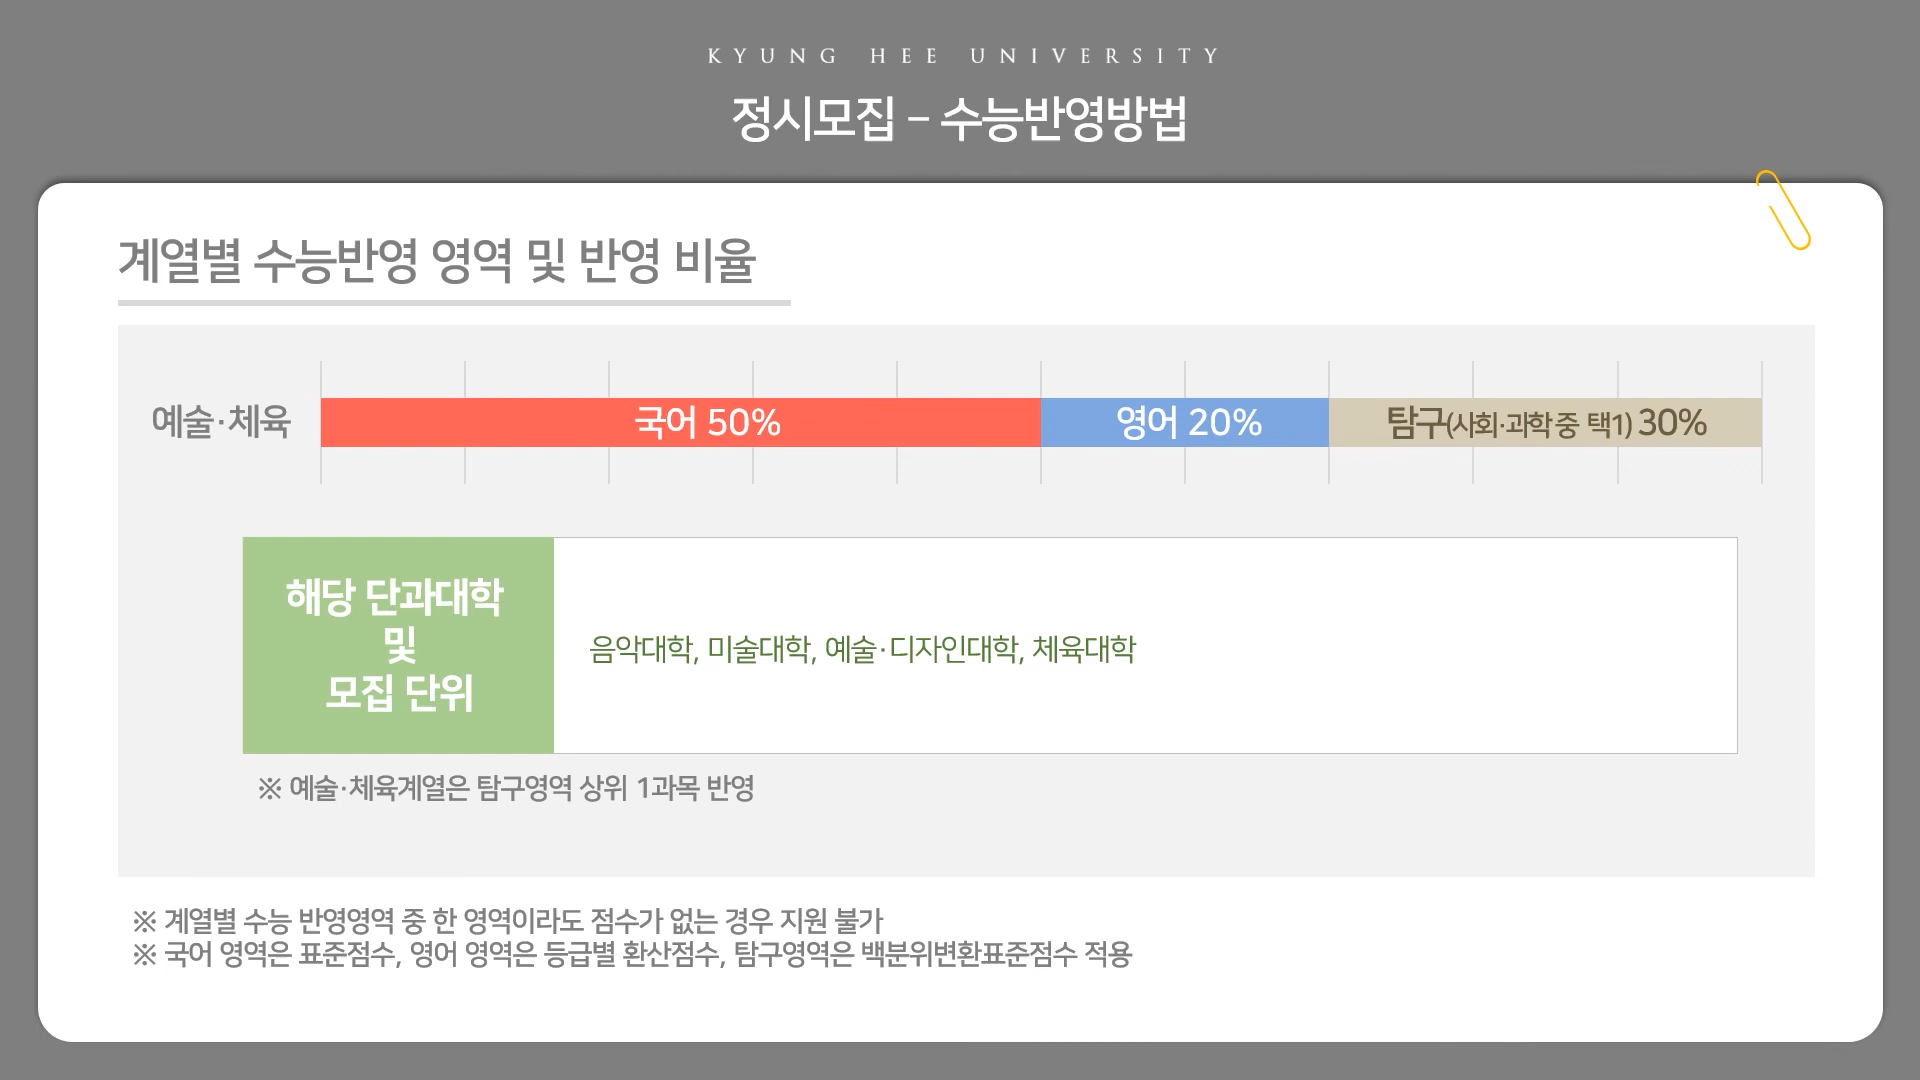 KYUNG HEE UNIVERSITY
정시모집 – 수능반영방법
계열별 수능반영 영역 및 반영 비율
예술·체육 국어 50% 영어 20% 탐구(사회·과학 중 택1) 30%
해당 단과대학
및
모집 단위
음악대학, 미술대학, 예술·디자인대학, 체육대학
※ 예술·체육계열은 탐구영역 상위 1과목 반영
※ 계열별 수능 반영영역 중 한 영역이라도 점수가 없는 경우 지원 불가
※ 국어 영역은 표준점수, 영어 영역은 등급별 환산점수, 탐구영역은 백분위변환표준점수 적용